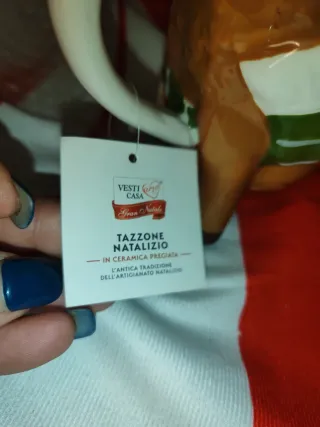 VESTI
CASA
Gran Natale
TAZZONE
NATALIZIO
IN CERAMICA PREGIATA
L'ANTICA TRADIZIONE
DELL'ARTIGIANATO NATALIZIO